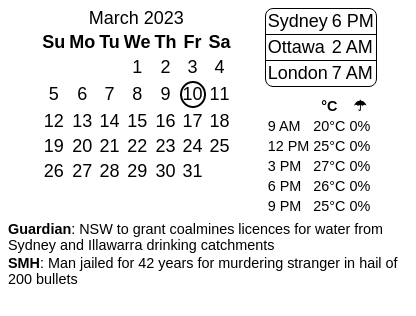 March 2023
Su Mo Tu We Th Fr Sa
1 2 3 4
5 6 7 8 9 10 11
12 13 14 15 16 17 18
19 20 21 22 23 24 25
26 27 28 29 30 31
Sydney 6 PM
Ottawa 2 AM
London 7 AM
°C ☂
9 AM 20°C 0%
12 PM 25°C 0%
3 PM 27°C 0%
6 PM 26°C 0%
9 PM 25°C 0%
Guardian: NSW to grant coalmines licences for water from
Sydney and Illawarra drinking catchments
SMH: Man jailed for 42 years for murdering stranger in hail of
200 bullets